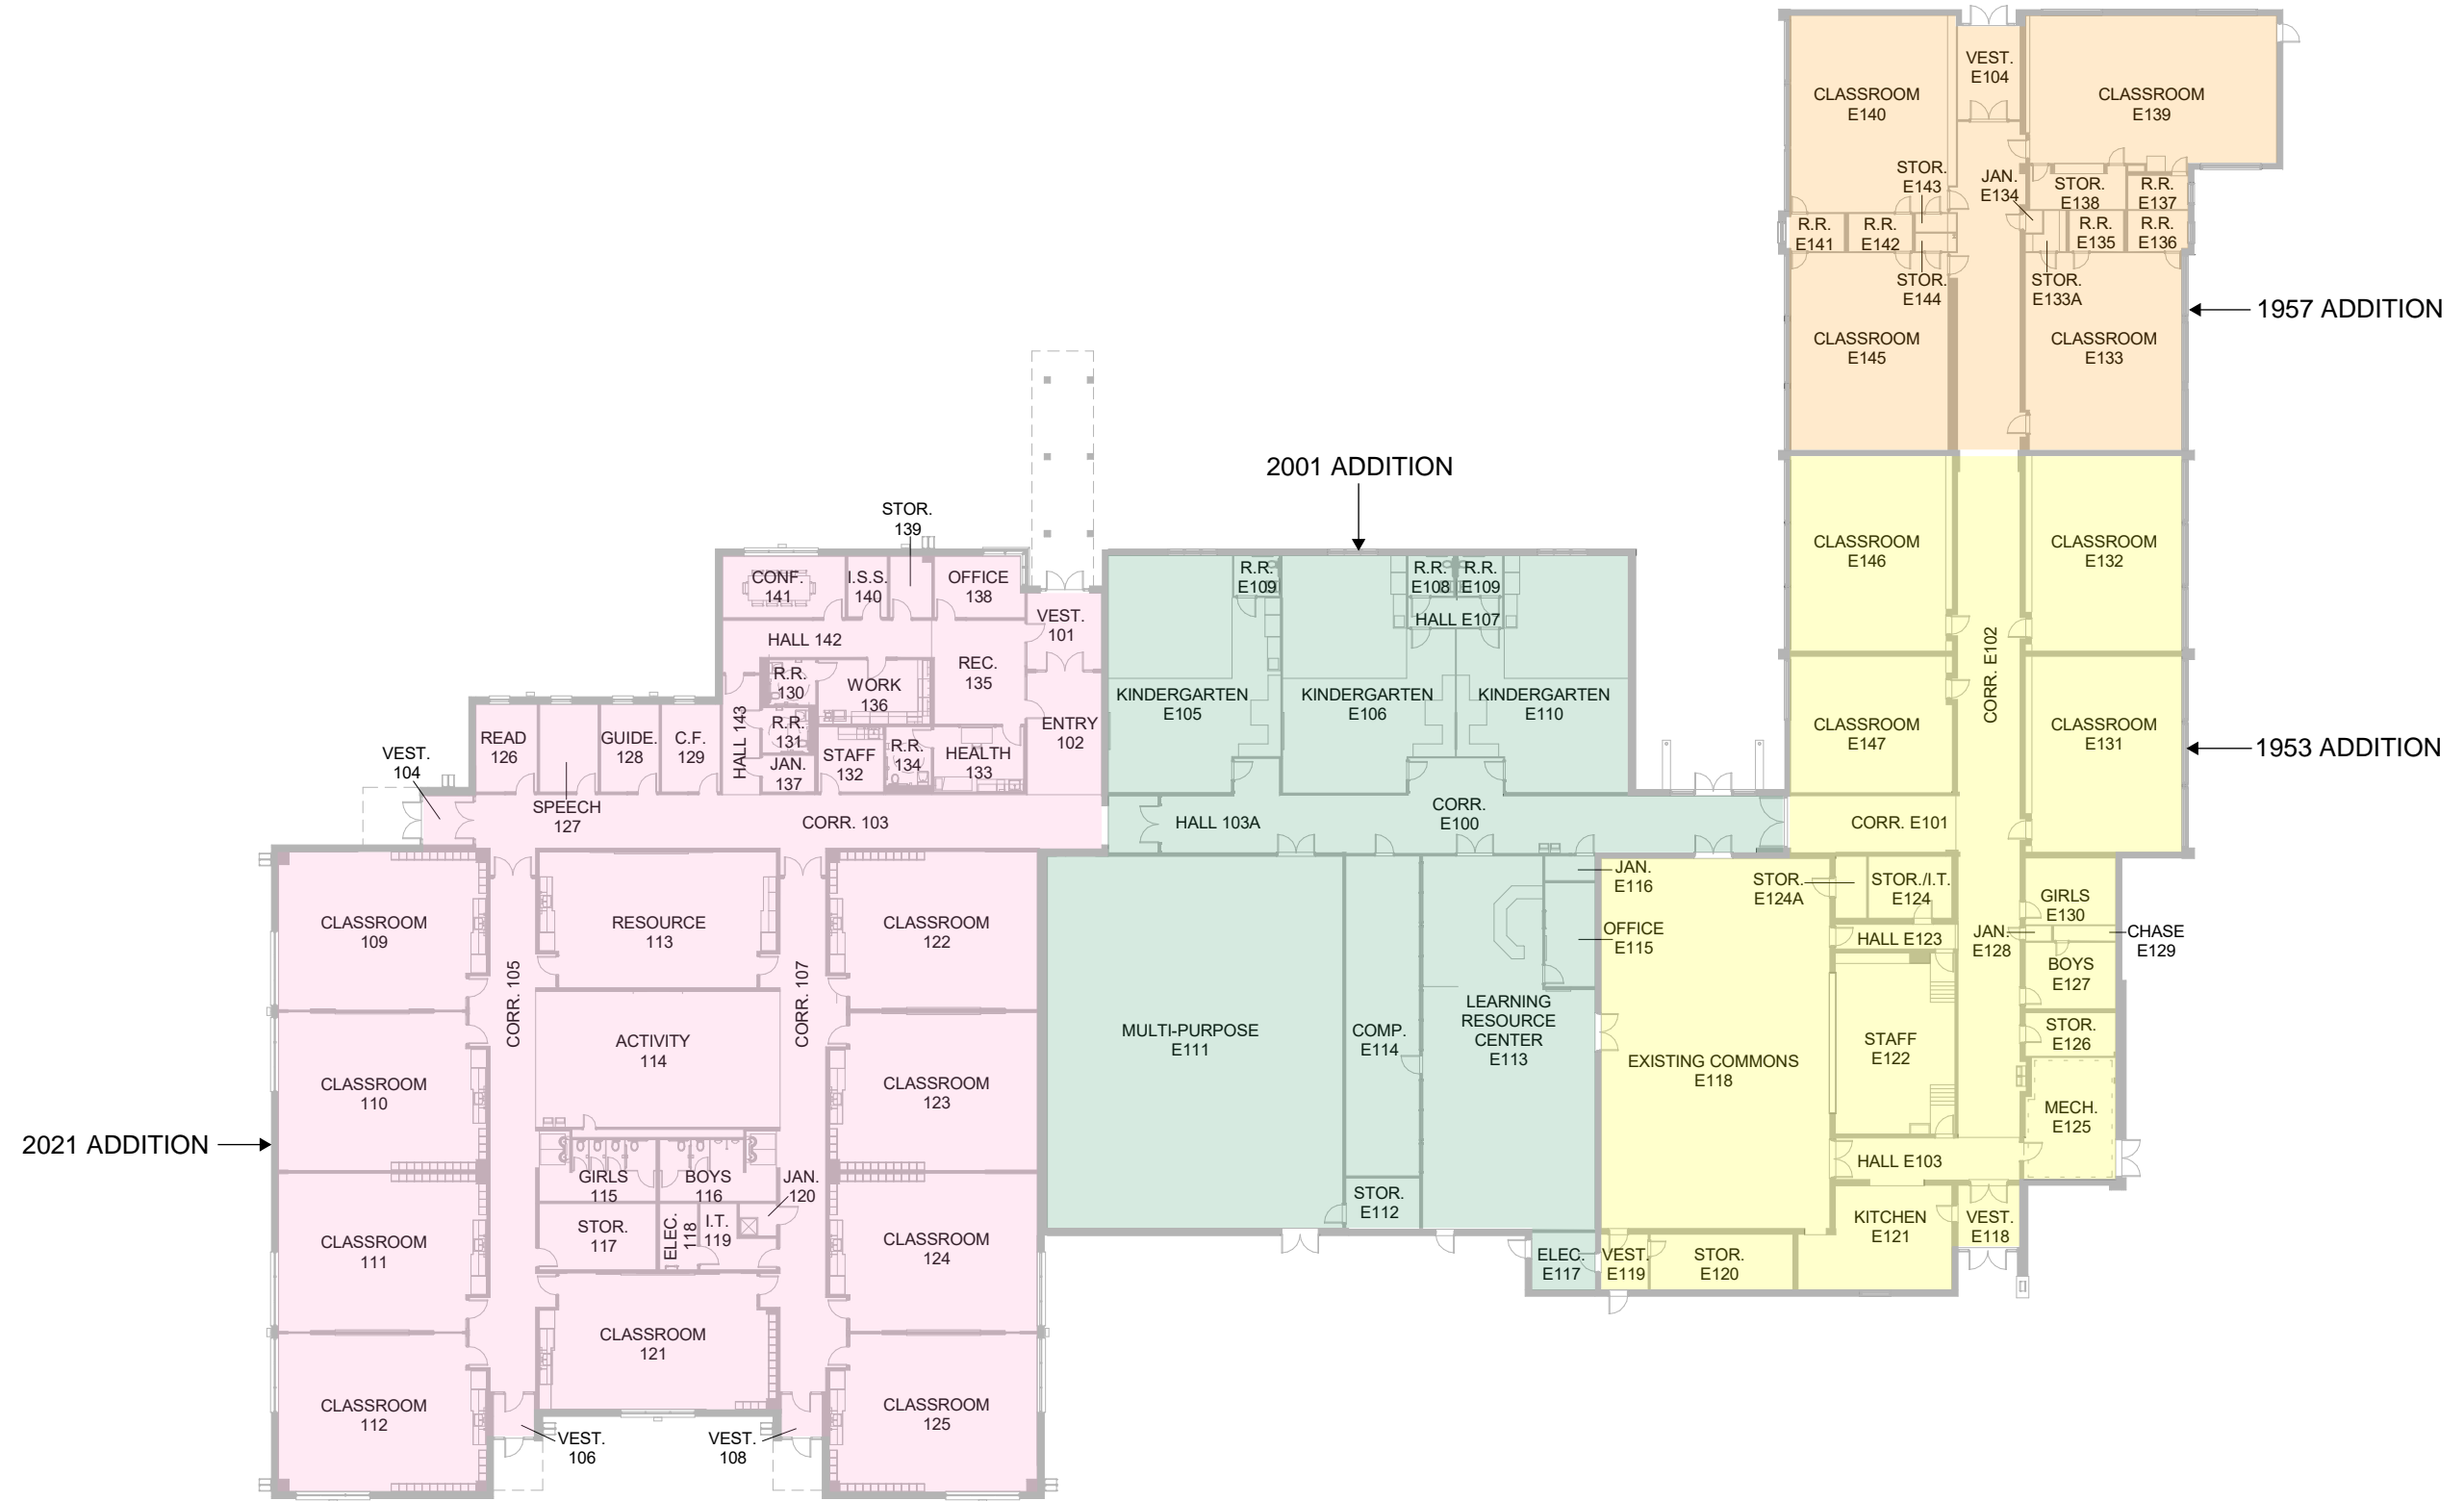 VEST.
E104
CLASSROOM
E140
CLASSROOM
E139
STOR.
E143
JAN.
E134
STOR.
E138
R.R.
E137
R.R.
E141
R.R.
E142
R.R.
E135
R.R.
E136
STOR.
E144
STOR.
E133A
1957 ADDITION
CLASSROOM
E145
CLASSROOM
E133
2001 ADDITION
STOR.
139
CLASSROOM
E146
CLASSROOM
E132
CONF.
141
I.S.S.
140
OFFICE
138
R.R.
E109
R.R.
E108
R.R.
E109
VEST.
101
HALL E107
HALL 142
REC.
135
CORR. E102
R.R.
130
WORK
136
KINDERGARTEN
E105
KINDERGARTEN
E106
KINDERGARTEN
E110
CLASSROOM
E147
CLASSROOM
E131
1953 ADDITION
ENTRY
102
HALL 143
R.R.
131
READ
126
GUIDE.
128
C.F.
129
JAN.
137
STAFF
132
R.R.
134
HEALTH
133
VEST.
104
SPEECH
127
CORR. 103
HALL 103A
CORR.
E100
CORR. E101
JAN.
E116
STOR.
E124A
STOR./I.T.
E124
GIRLS
E130
CLASSROOM
109
RESOURCE
113
CLASSROOM
122
OFFICE
E115
HALL E123
JAN.
E128
CHASE
E129
BOYS
E127
CORR. 105
CORR. 107
ACTIVITY
114
MULTI-PURPOSE
E111
COMP.
E114
LEARNING
RESOURCE
CENTER
E113
EXISTING COMMONS
E118
STAFF
E122
STOR.
E126
CLASSROOM
110
CLASSROOM
123
MECH.
E125
2021 ADDITION
HALL E103
GIRLS
115
BOYS
116
JAN.
120
STOR.
E112
STOR.
117
ELEC.
118
I.T.
119
KITCHEN
E121
VEST.
E118
CLASSROOM
111
CLASSROOM
124
ELEC.
E117
VEST.
E119
STOR.
E120
CLASSROOM
121
CLASSROOM
112
CLASSROOM
125
VEST.
106
VEST.
108